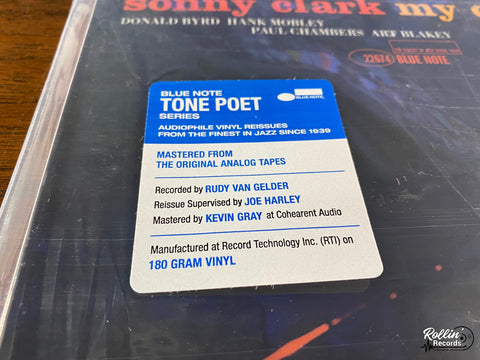 sonny clark my c
DONALD BYRD HANK MOBLEY
PAUL CHAMBERS ART BLAKEY
22674 BLUE NOTE
BLUE NOTE
TONE POET
SERIES
BLUE NOTE
AUDIOPHILE VINYL REISSUES
FROM THE FINEST IN JAZZ SINCE 1939
MASTERED FROM
THE ORIGINAL ANALOG TAPES
Recorded by RUDY VAN GELDER
Reissue Supervised by JOE HARLEY
Mastered by KEVIN GRAY at Cohearent Audio
Manufactured at Record Technology Inc. (RTI) on
180 GRAM VINYL
Rollin'
Records